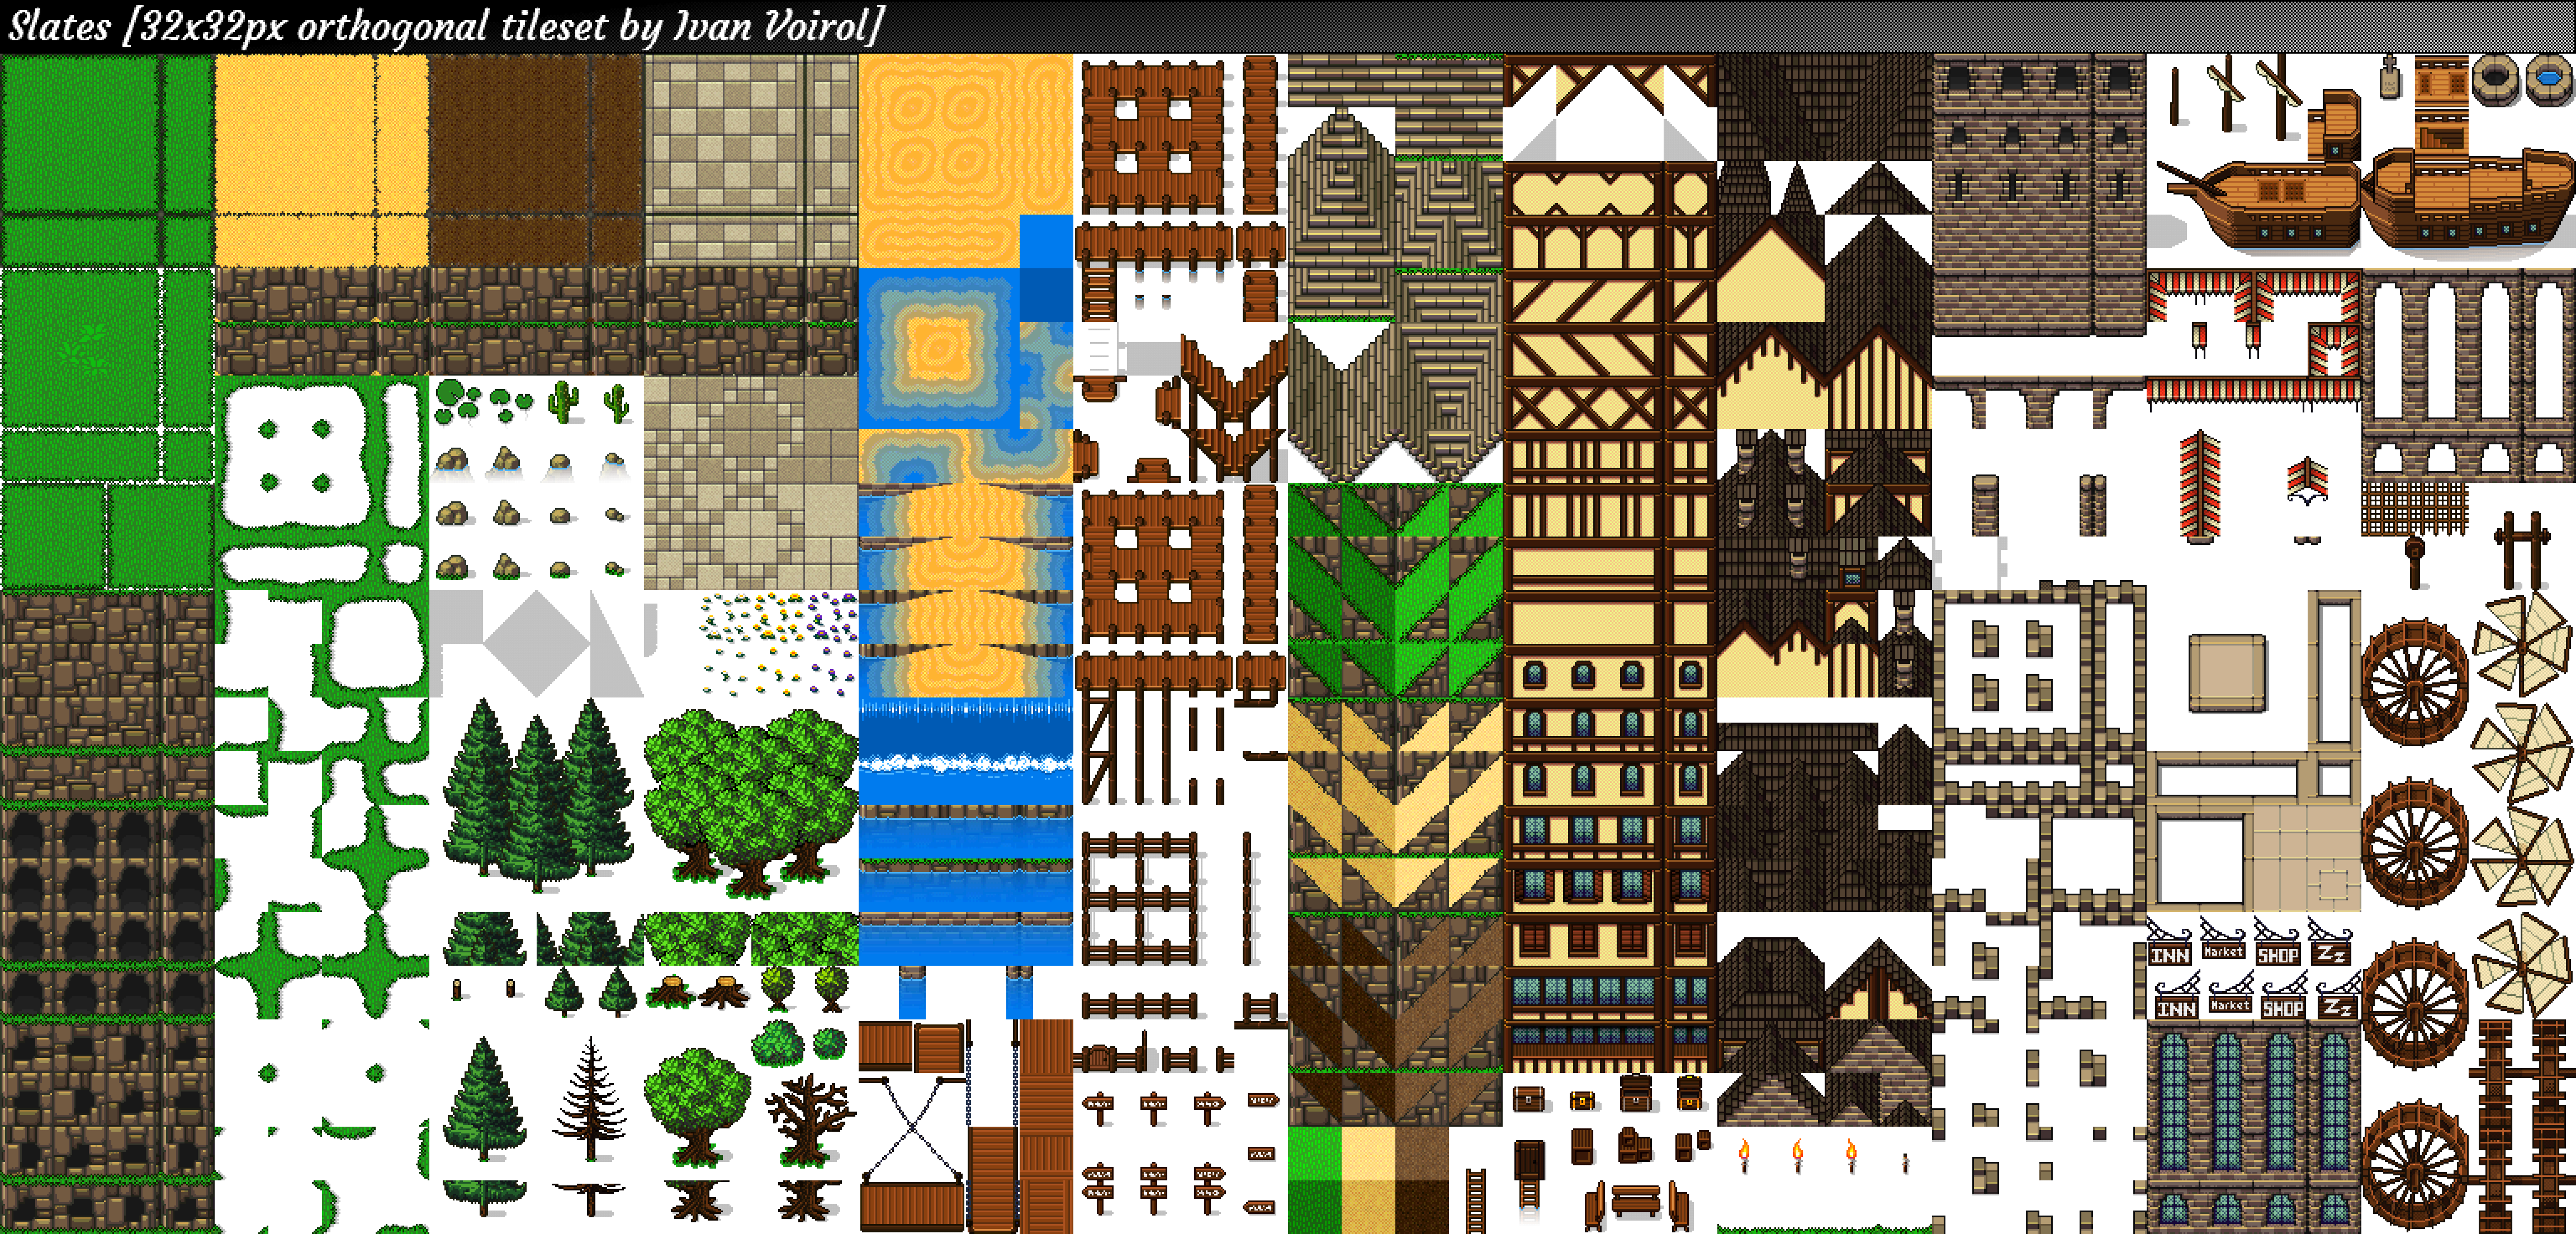 Slates [32x32px orthogonal tileset by Ivan Voirol]
INN Market SHOP Zz
INN Market SHOP Zz